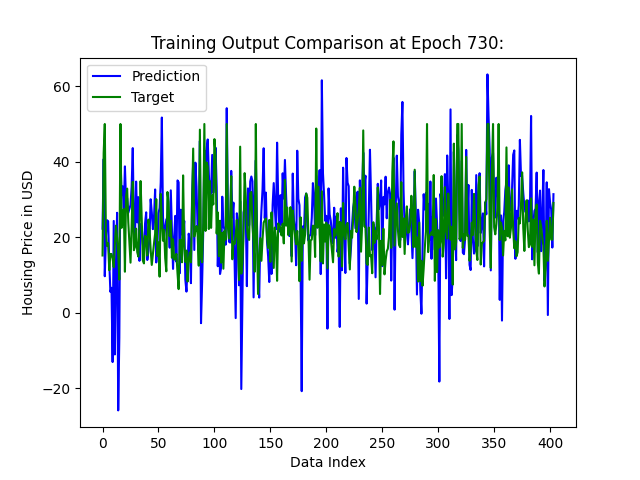 Training Output Comparison at Epoch 730:
Prediction
Target
60
40
20
0
−20
Housing Price in USD
0 50 100 150 200 250 300 350 400
Data Index